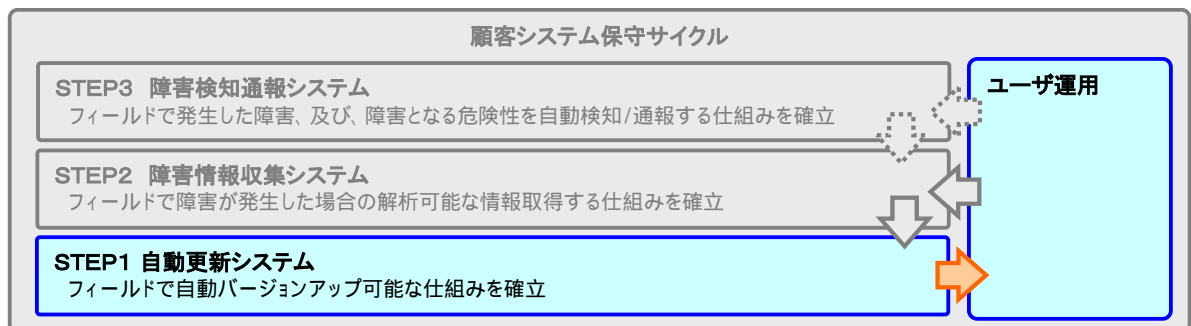 顧客システム保守サイクル
STEP3 障害検知通報システム
フィールドで発生した障害、及び、障害となる危険性を自動検知/通報する仕組みを確立
ユーザ運用
STEP2 障害情報収集システム
フィールドで障害が発生した場合の解析可能な情報取得する仕組みを確立
STEP1 自動更新システム
フィールドで自動バージョンアップ可能な仕組みを確立